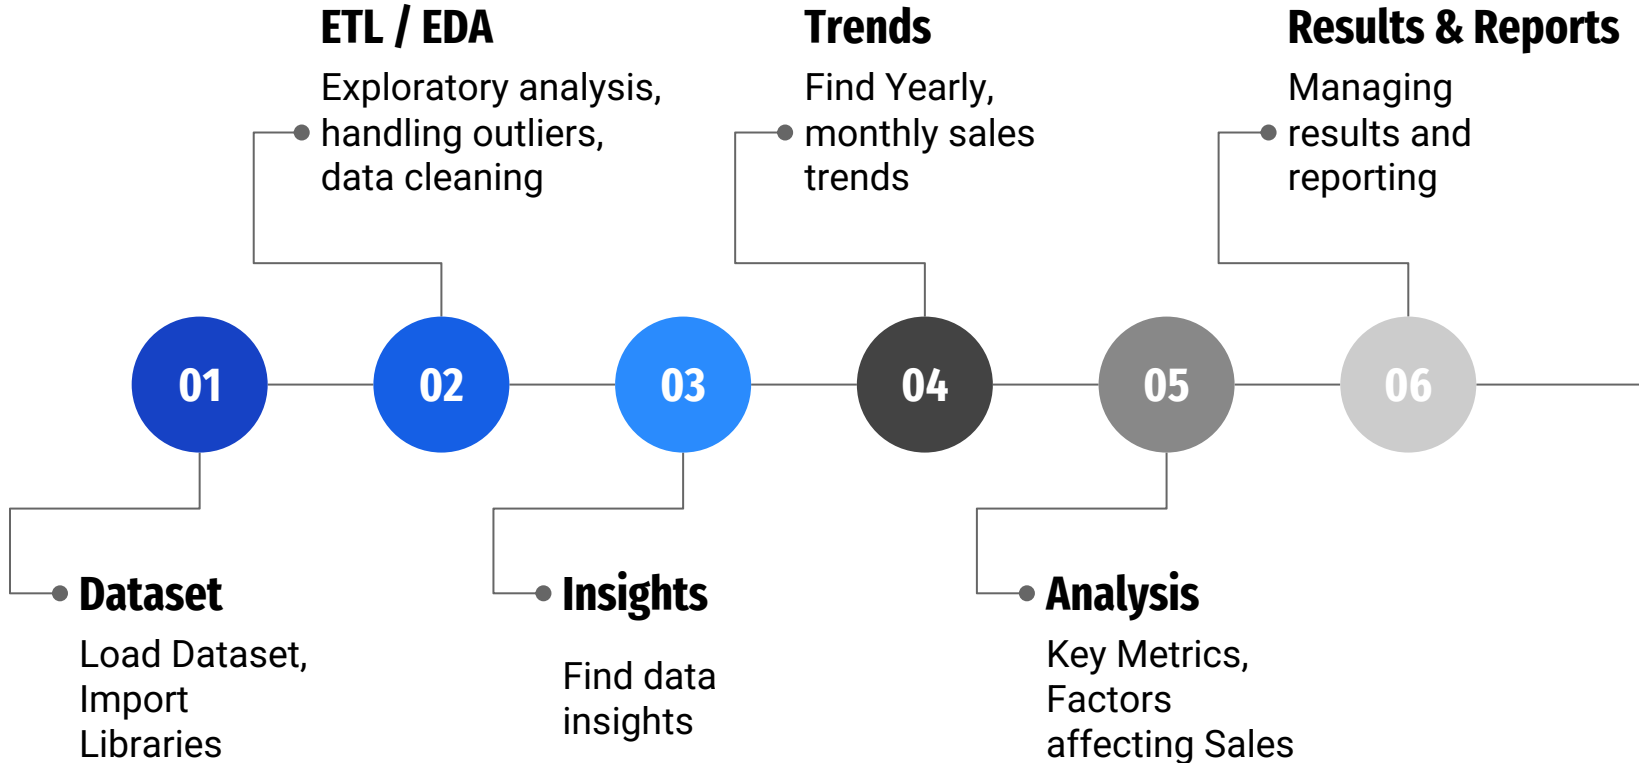 ETL / EDA
Exploratory analysis,
handling outliers,
data cleaning
Trends
Find Yearly,
monthly sales
trends
Results & Reports
Managing
results and
reporting
01
02
03
04
05
06
Dataset
Load Dataset,
Import
Libraries
Insights
Find data
insights
Analysis
Key Metrics,
Factors
affecting Sales